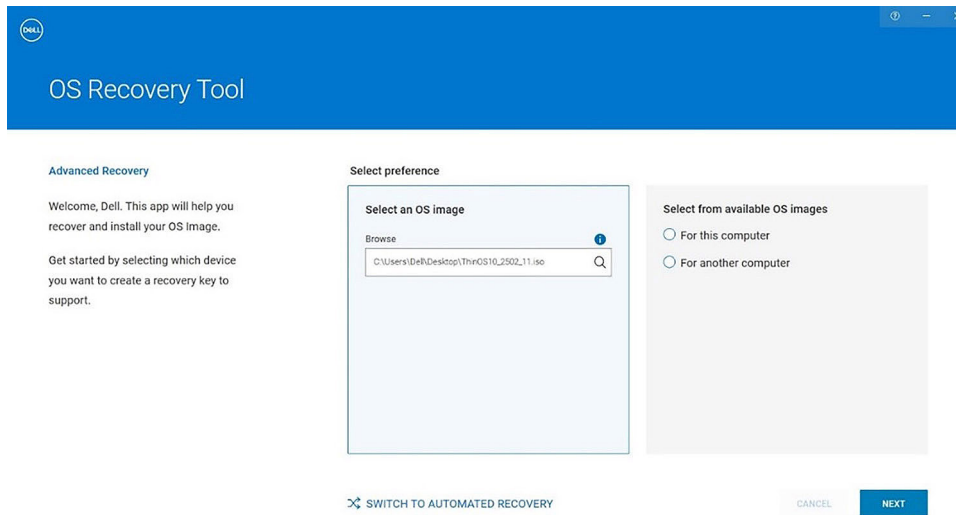 DELL
OS Recovery Tool
Advanced Recovery
Welcome, Dell. This app will help you
recover and install your OS Image.
Get started by selecting which device
you want to create a recovery key to
support.
Select preference
Select an OS image
Browse
C:\Users\Dell\Desktop\ThinOS10_2502_11.iso
Select from available OS images
For this computer
For another computer
SWITCH TO AUTOMATED RECOVERY
CANCEL
NEXT